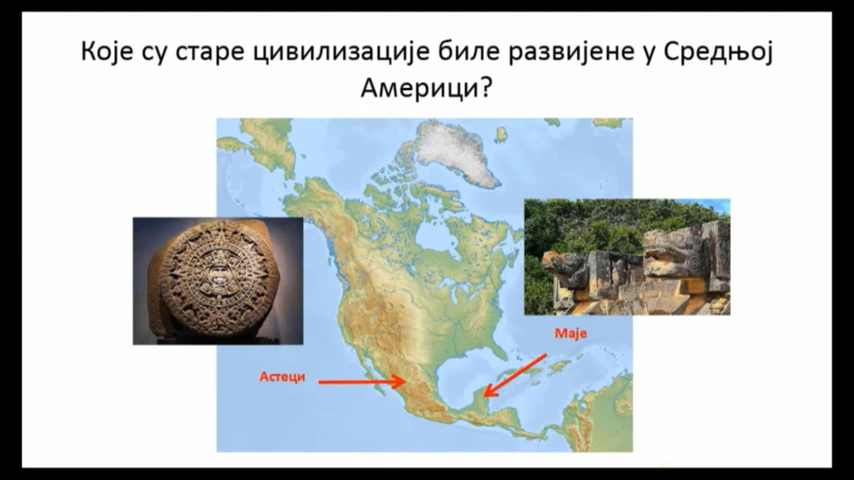 Које су старе цивилизације биле развијене у Средњој
Америци?
Маје
Астеци